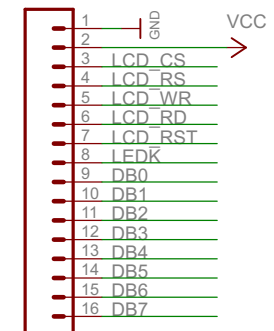 1 GND
VCC
2
3 LCD_CS
4 LCD_RS
5 LCD_WR
6 LCD_RD
7 LCD_RST
8 LEDK
9 DB0
10 DB1
11 DB2
12 DB3
13 DB4
14 DB5
15 DB6
16 DB7